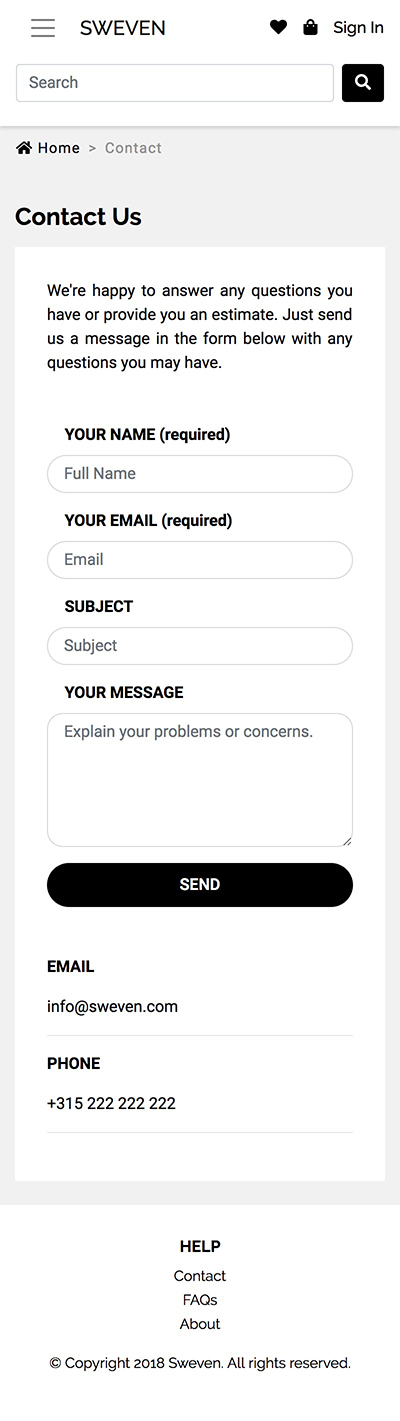 SWEVEN
Sign In
Search
Home > Contact
Contact Us
We're happy to answer any questions you
have or provide you an estimate. Just send
us a message in the form below with any
questions you may have.
YOUR NAME (required)
Full Name
YOUR EMAIL (required)
Email
SUBJECT
Subject
YOUR MESSAGE
Explain your problems or concerns.
SEND
EMAIL
info@sweven.com
PHONE
+315 222 222 222
HELP
Contact
FAQs
About
© Copyright 2018 Sweven. All rights reserved.